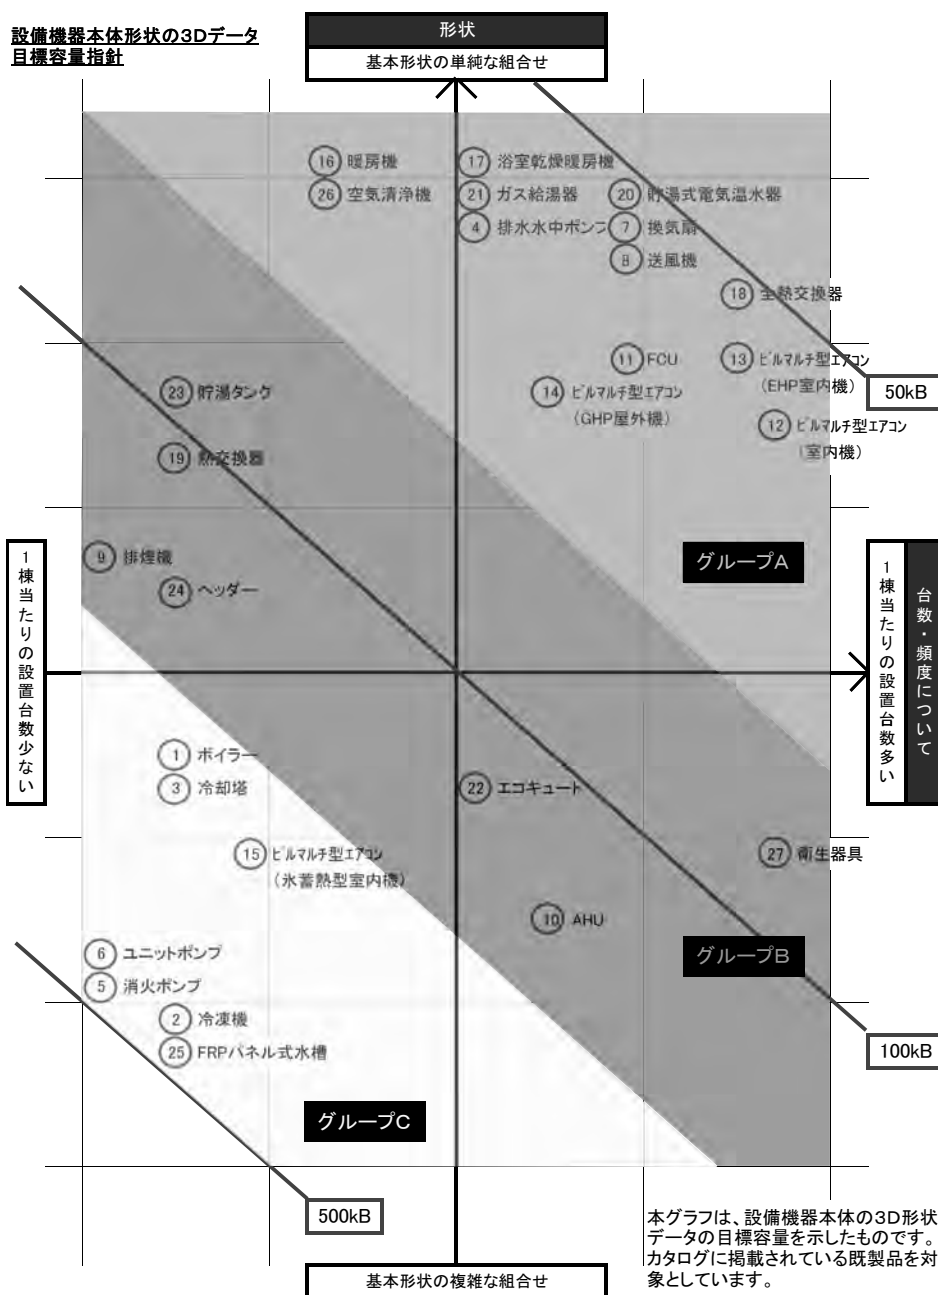 設備機器本体形状の3Dデータ
目標容量指針
形状
基本形状の単純な組合せ
16 暖房機
17 浴室乾燥暖房機
26 空気清浄機
21 ガス給湯器
20 貯湯式電気温水器
4 排水水中ポンプ
7 換気扇
8 送風機
18 全熱交換器
11 FCU
13 ビルマルチ型エアコン
(EHP室内機)
50kB
23 貯湯タンク
14 ビルマルチ型エアコン
(GHP屋外機)
12 ビルマルチ型エアコン
(室内機)
19 熱交換器
9 排煙機
24 ヘッダー
グループA
1棟当たりの設置台数少ない
1棟当たりの設置台数多い
台数・頻度について
1 ボイラー
3 冷却塔
22 エコキュート
15 ビルマルチ型エアコン
(氷蓄熱型室内機)
27 衛生器具
10 AHU
6 ユニットポンプ
グループB
5 消火ポンプ
2 冷凍機
25 FRPパネル式水槽
100kB
グループC
500kB
本グラフは、設備機器本体の3D形状
データの目標容量を示したものです。
カタログに掲載されている既製品を対
象としています。
基本形状の複雑な組合せ